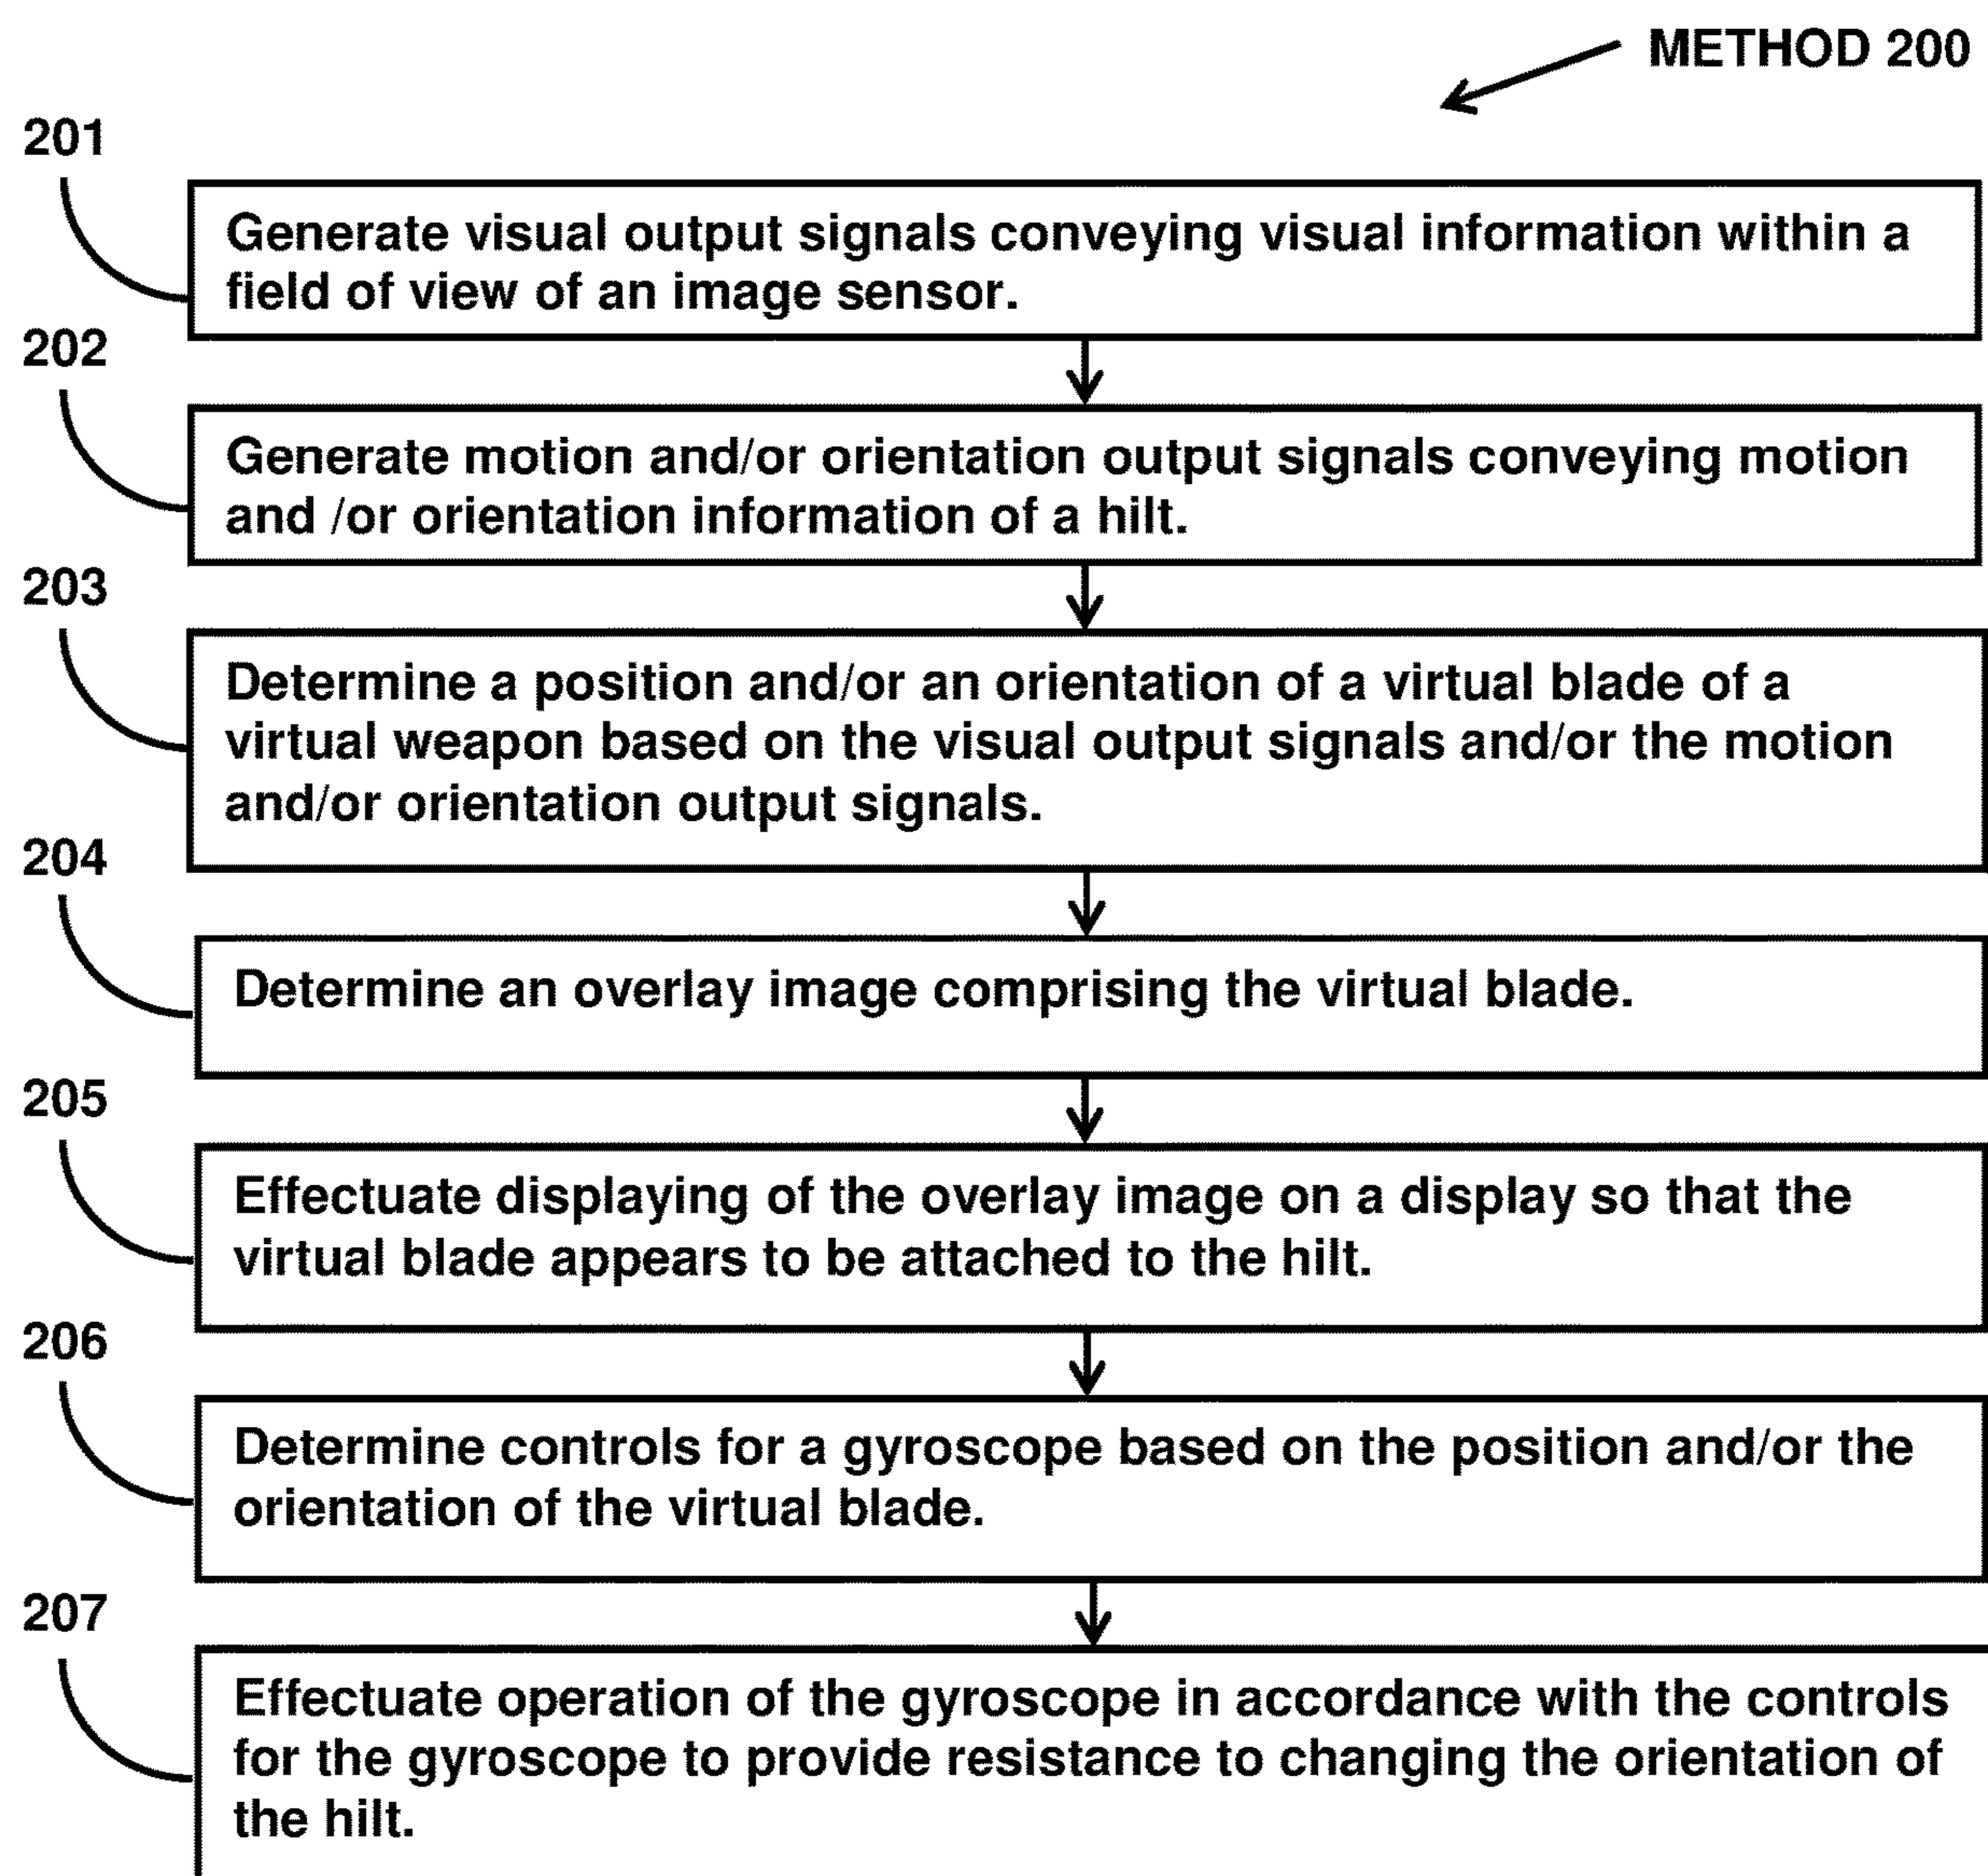 METHOD 200
201
Generate visual output signals conveying visual information within a
field of view of an image sensor.
202
Generate motion and/or orientation output signals conveying motion
and /or orientation information of a hilt.
203
Determine a position and/or an orientation of a virtual blade of a
virtual weapon based on the visual output signals and/or the motion
and/or orientation output signals.
204
Determine an overlay image comprising the virtual blade.
205
Effectuate displaying of the overlay image on a display so that the
virtual blade appears to be attached to the hilt.
206
Determine controls for a gyroscope based on the position and/or the
orientation of the virtual blade.
207
Effectuate operation of the gyroscope in accordance with the controls
for the gyroscope to provide resistance to changing the orientation of
the hilt.